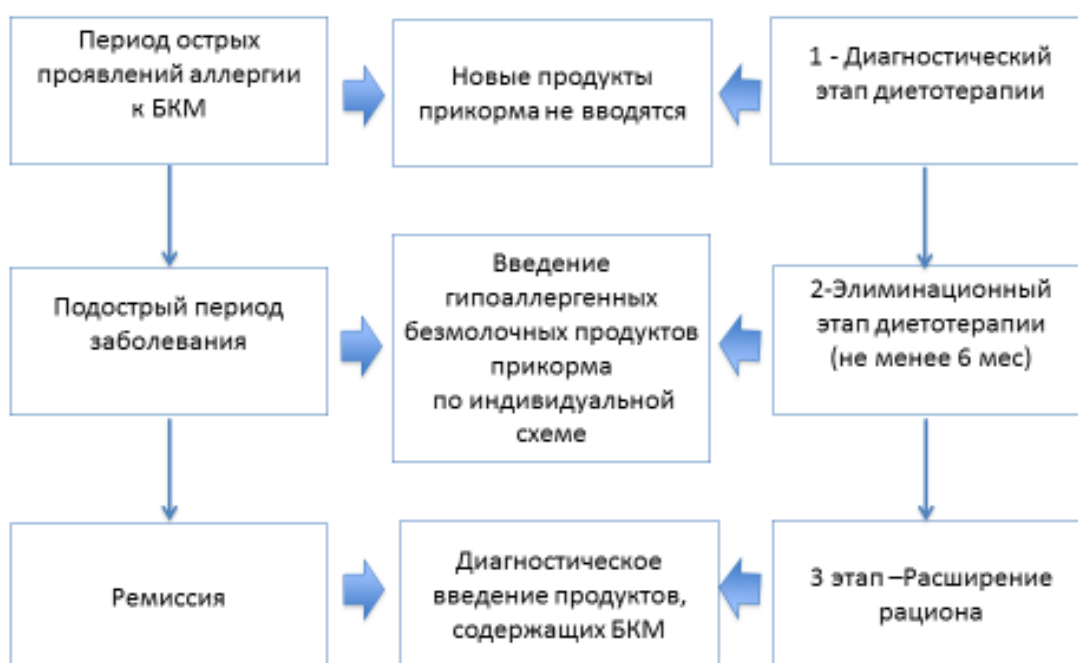 Период острых
проявлений аллергии
к БКМ
Новые продукты
прикорма не вводятся
1 - Диагностический
этап диетотерапии
Подострый период
заболевания
Введение
гипоаллергенных
безмолочных продуктов
прикорма
по индивидуальной
схеме
2-Элиминационный
этап диетотерапии
(не менее 6 мес)
Ремиссия
Диагностическое
введение продуктов,
содержащих БКМ
3 этап –Расширение
рациона